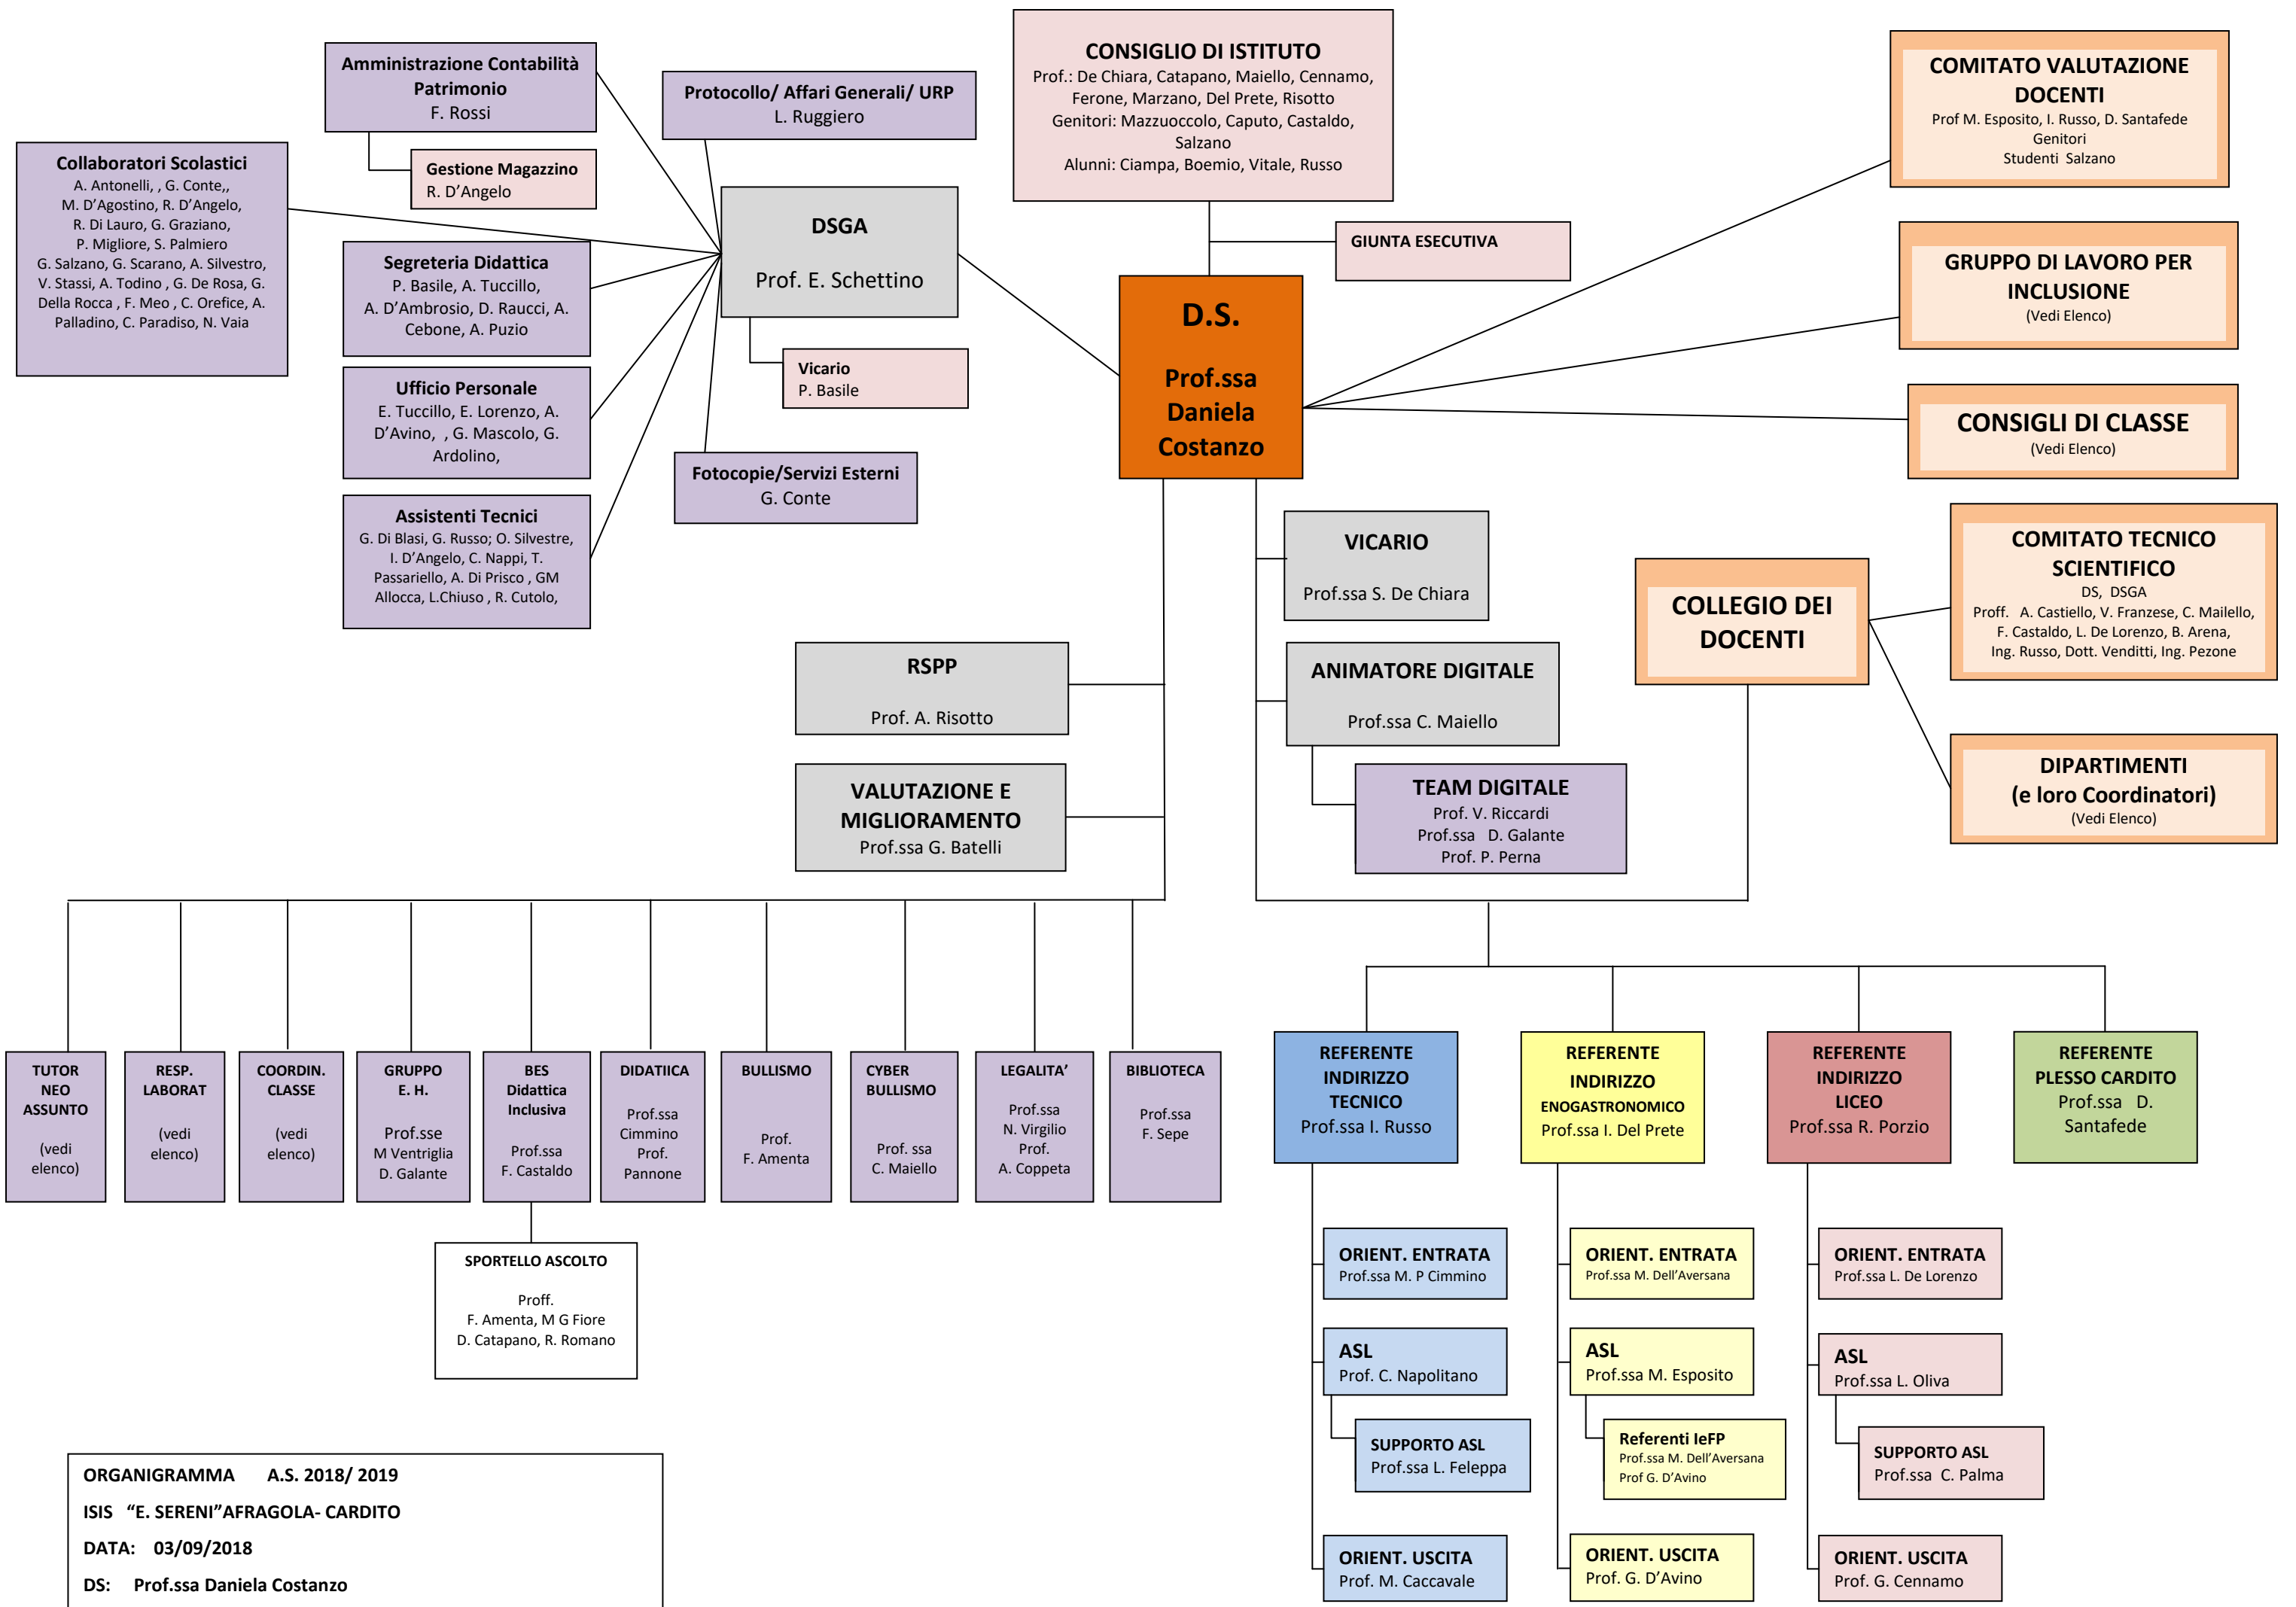 Amministrazione Contabilità
Patrimonio
F. Rossi
Gestione Magazzino
R. D'Angelo
Protocollo/ Affari Generali/ URP
L. Ruggiero
CONSIGLIO DI ISTITUTO
Prof.: De Chiara, Catapano, Maiello, Cennamo,
Ferone, Marzano, Del Prete, Risotto
Genitori: Mazzuoccolo, Caputo, Castaldo,
Salzano
Alunni: Ciampa, Boemio, Vitale, Russo
GIUNTA ESECUTIVA
COMITATO VALUTAZIONE
DOCENTI
Prof M. Esposito, I. Russo, D. Santafede
Genitori
Studenti Salzano
Collaboratori Scolastici
A. Antonelli, , G. Conte,,
M. D'Agostino, R. D'Angelo,
R. Di Lauro, G. Graziano,
P. Migliore, S. Palmiero
G. Salzano, G. Scarano, A. Silvestro,
V. Stassi, A. Todino , G. De Rosa, G.
Della Rocca , F. Meo , C. Orefice, A.
Palladino, C. Paradiso, N. Vaia
Segreteria Didattica
P. Basile, A. Tuccillo,
A. D'Ambrosio, D. Raucci, A.
Cebone, A. Puzio
Ufficio Personale
E. Tuccillo, E. Lorenzo, A.
D'Avino, , G. Mascolo, G.
Ardolino,
Assistenti Tecnici
G. Di Blasi, G. Russo; O. Silvestre,
I. D'Angelo, C. Nappi, T.
Passariello, A. Di Prisco , GM
Allocca, L.Chiuso , R. Cutolo,
DSGA
Prof. E. Schettino
Vicario
P. Basile
Fotocopie/Servizi Esterni
G. Conte
D.S.
Prof.ssa
Daniela
Costanzo
GRUPPO DI LAVORO PER
INCLUSIONE
(Vedi Elenco)
CONSIGLI DI CLASSE
(Vedi Elenco)
VICARIO
Prof.ssa S. De Chiara
ANIMATORE DIGITALE
Prof.ssa C. Maiello
TEAM DIGITALE
Prof. V. Riccardi
Prof.ssa D. Galante
Prof. P. Perna
RSPP
Prof. A. Risotto
VALUTAZIONE E
MIGLIORAMENTO
Prof.ssa G. Batelli
COLLEGIO DEI
DOCENTI
COMITATO TECNICO
SCIENTIFICO
DS, DSGA
Proff. A. Castiello, V. Franzese, C. Mailello,
F. Castaldo, L. De Lorenzo, B. Arena,
Ing. Russo, Dott. Venditti, Ing. Pezone
DIPARTIMENTI
(e loro Coordinatori)
(Vedi Elenco)
TUTOR
NEO
ASSUNTO
(vedi
elenco)
RESP.
LABORAT
(vedi
elenco)
COORDIN.
CLASSE
(vedi
elenco)
GRUPPO
E. H.
Prof.sse
M Ventriglia
D. Galante
BES
Didattica
Inclusiva
Prof.ssa
F. Castaldo
DIDATIICA
Prof.ssa
Cimmino
Prof.
Pannone
BULLISMO
Prof.
F. Amenta
CYBER
BULLISMO
Prof. ssa
C. Maiello
LEGALITA'
Prof.ssa
N. Virgilio
Prof.
A. Coppeta
BIBLIOTECA
Prof.ssa
F. Sepe
SPORTELLO ASCOLTO
Proff.
F. Amenta, M G Fiore
D. Catapano, R. Romano
REFERENTE
INDIRIZZO
TECNICO
Prof.ssa I. Russo
ORIENT. ENTRATA
Prof.ssa M. P Cimmino
ASL
Prof. C. Napolitano
SUPPORTO ASL
Prof.ssa L. Feleppa
ORIENT. USCITA
Prof. M. Caccavale
REFERENTE
INDIRIZZO
ENOGASTRONOMICO
Prof.ssa I. Del Prete
ORIENT. ENTRATA
Prof.ssa M. Dell'Aversana
ASL
Prof.ssa M. Esposito
Referenti IeFP
Prof.ssa M. Dell'Aversana
Prof G. D'Avino
ORIENT. USCITA
Prof. G. D'Avino
REFERENTE
INDIRIZZO
LICEO
Prof.ssa R. Porzio
ORIENT. ENTRATA
Prof.ssa L. De Lorenzo
ASL
Prof.ssa L. Oliva
SUPPORTO ASL
Prof.ssa C. Palma
ORIENT. USCITA
Prof. G. Cennamo
REFERENTE
PLESSO CARDITO
Prof.ssa D.
Santafede
ORGANIGRAMMA A.S. 2018/ 2019
ISIS "E. SERENI"AFRAGOLA- CARDITO
DATA: 03/09/2018
DS: Prof.ssa Daniela Costanzo